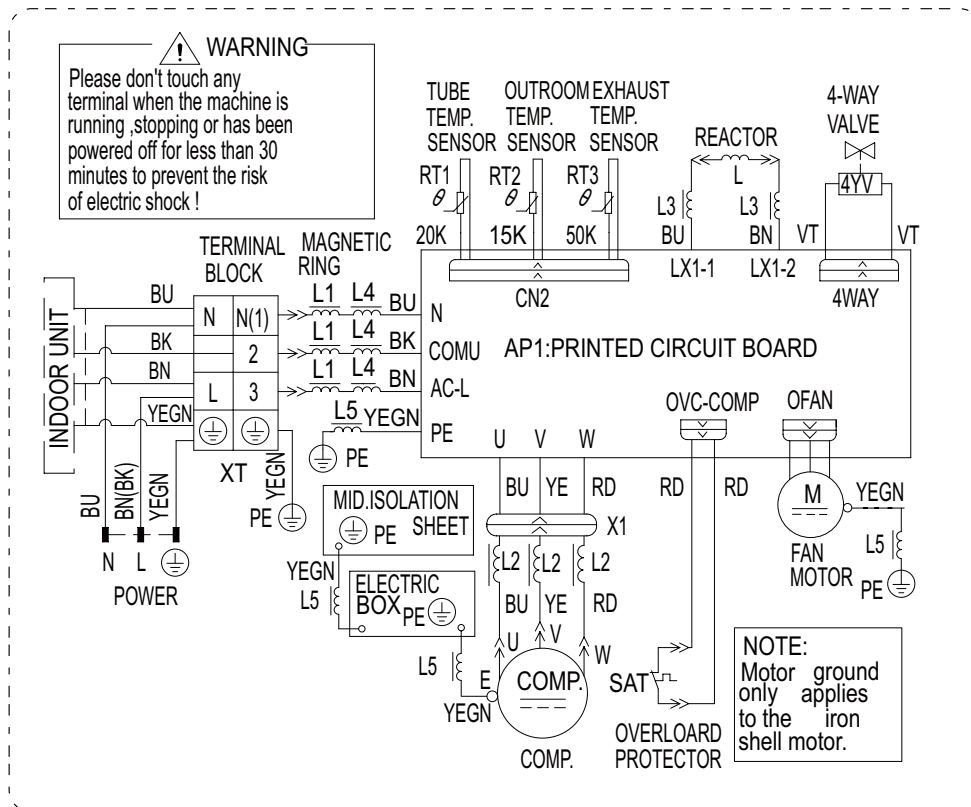 WARNING
Please don't touch any
terminal when the machine is
running ,stopping or has been
powered off for less than 30
minutes to prevent the risk
of electric shock !
TUBE
TEMP.
SENSOR
OUTROOM
TEMP.
SENSOR
EXHAUST
TEMP.
SENSOR
REACTOR
L
4-WAY
VALVE
4YV
RT1
RT2
RT3
θ
θ
θ
L3
L3
20K
15K
50K
BU
BN
VT
VT
LX1-1
LX1-2
4WAY
CN2
TERMINAL
BLOCK
MAGNETIC
RING
INDOOR UNIT
BU
N
N(1)
L1
L4
BU
N
BK
2
L1
L4
BK
COMU
AP1:PRINTED CIRCUIT BOARD
BN
L
3
L1
L4
BN
AC-L
YEGN
L5
YEGN
PE
PE
XT
YEGN
PE
BU
BN(BK)
YEGN
N
L
POWER
U
V
W
OVC-COMP
OFAN
BU
YE
RD
RD
RD
M
YEGN
X1
FAN
MOTOR
L5
PE
MID.ISOLATION
SHEET
PE
YEGN
L5
ELECTRIC
BOX
PE
L2
L2
L2
BU
YE
RD
U
V
W
L5
E
YEGN
COMP.
COMP.
SAT
OVERLOARD
PROTECTOR
NOTE:
Motor ground
only applies
to the iron
shell motor.